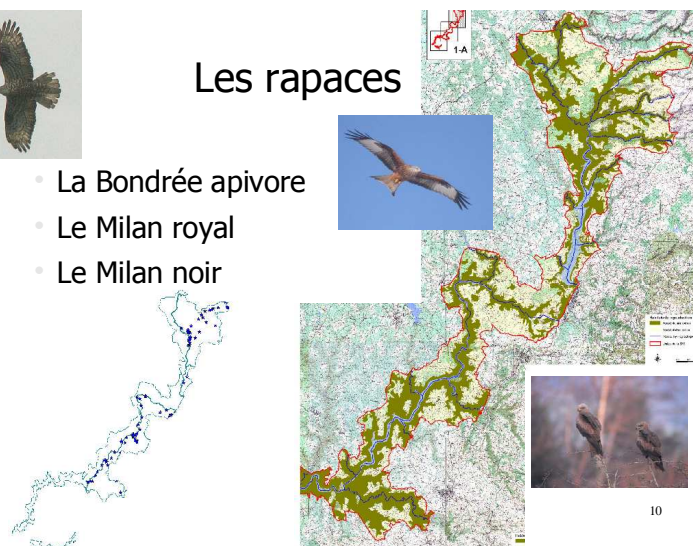 1-A
Les rapaces
La Bondrée apivore
Le Milan royal
Le Milan noir
10